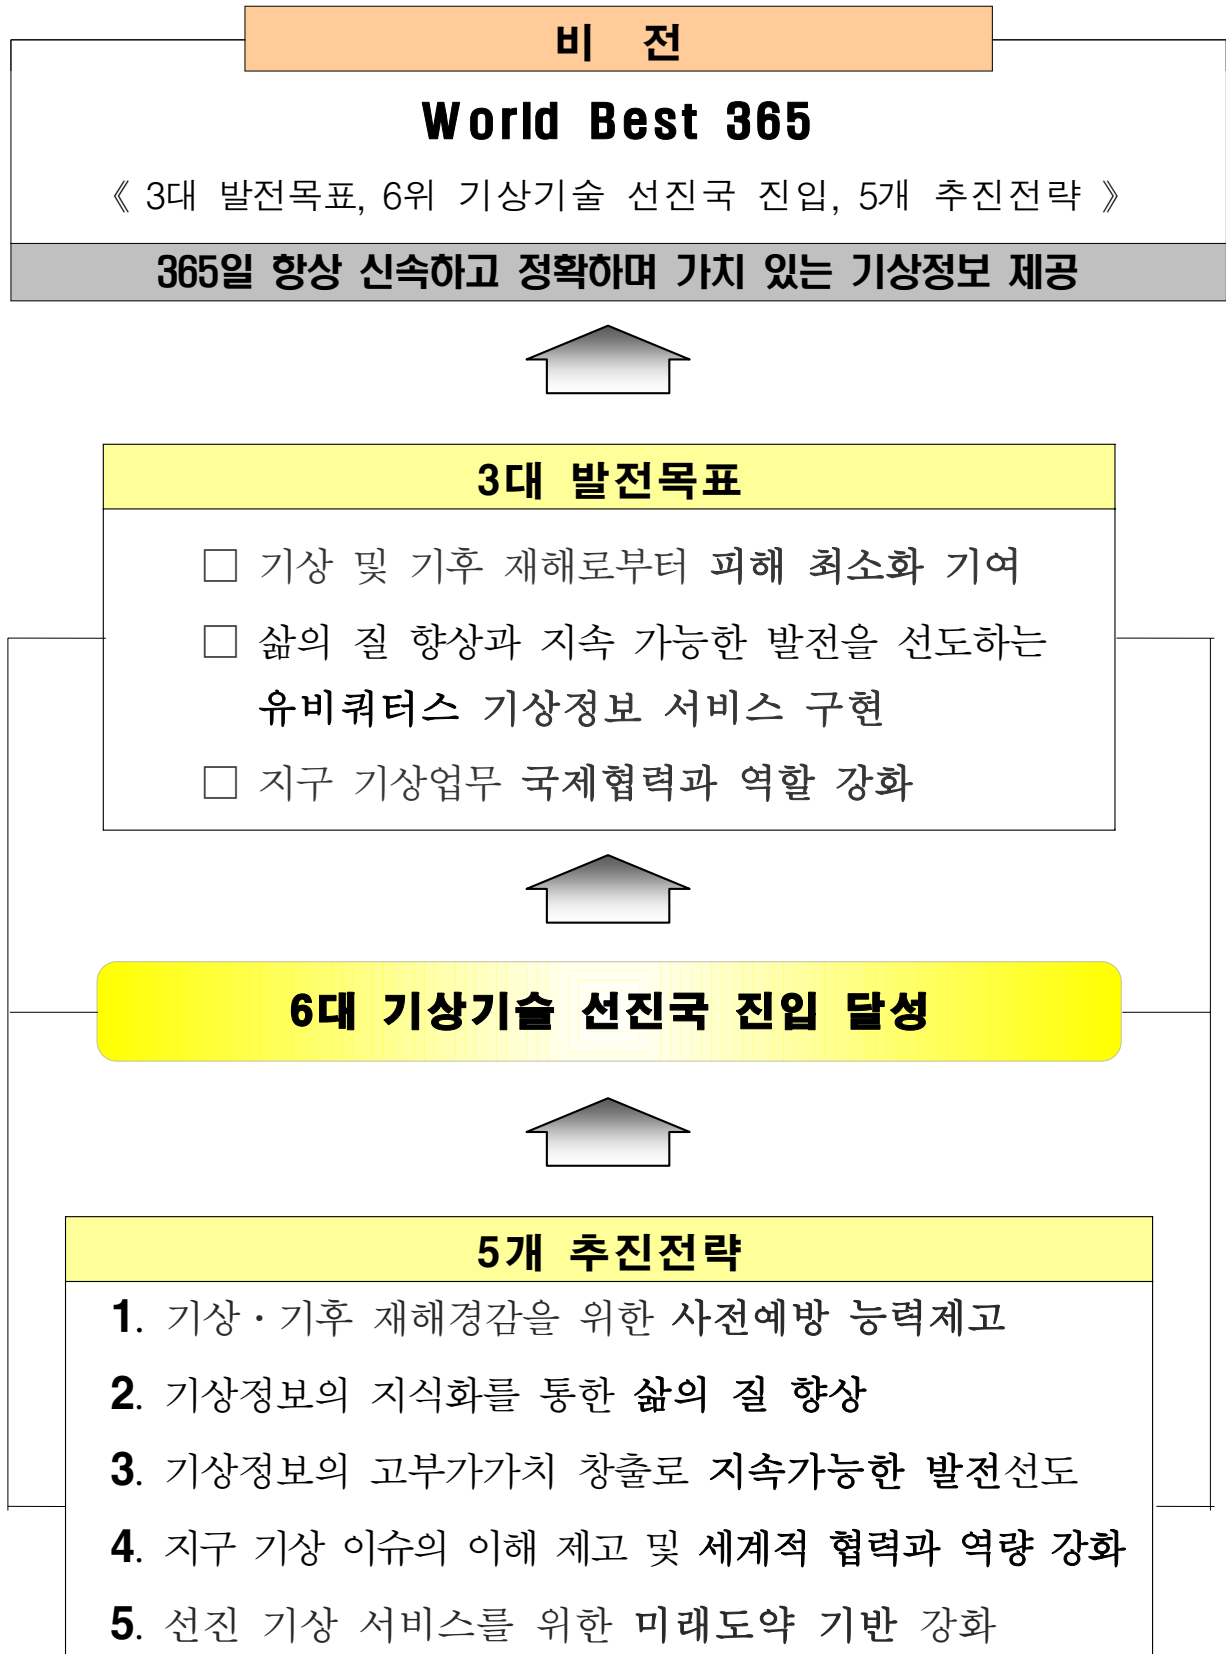 비 전
World Best 365
《 3대 발전목표, 6위 기상기술 선진국 진입, 5개 추진전략 》
365일 항상 신속하고 정확하며 가치 있는 기상정보 제공
3대 발전목표
□ 기상 및 기후 재해로부터 피해 최소화 기여
□ 삶의 질 향상과 지속 가능한 발전을 선도하는
유비쿼터스 기상정보 서비스 구현
□ 지구 기상업무 국제협력과 역할 강화
6대 기상기술 선진국 진입 달성
5개 추진전략
1. 기상·기후 재해경감을 위한 사전예방 능력제고
2. 기상정보의 지식화를 통한 삶의 질 향상
3. 기상정보의 고부가가치 창출로 지속가능한 발전선도
4. 지구 기상 이슈의 이해 제고 및 세계적 협력과 역량 강화
5. 선진 기상 서비스를 위한 미래도약 기반 강화